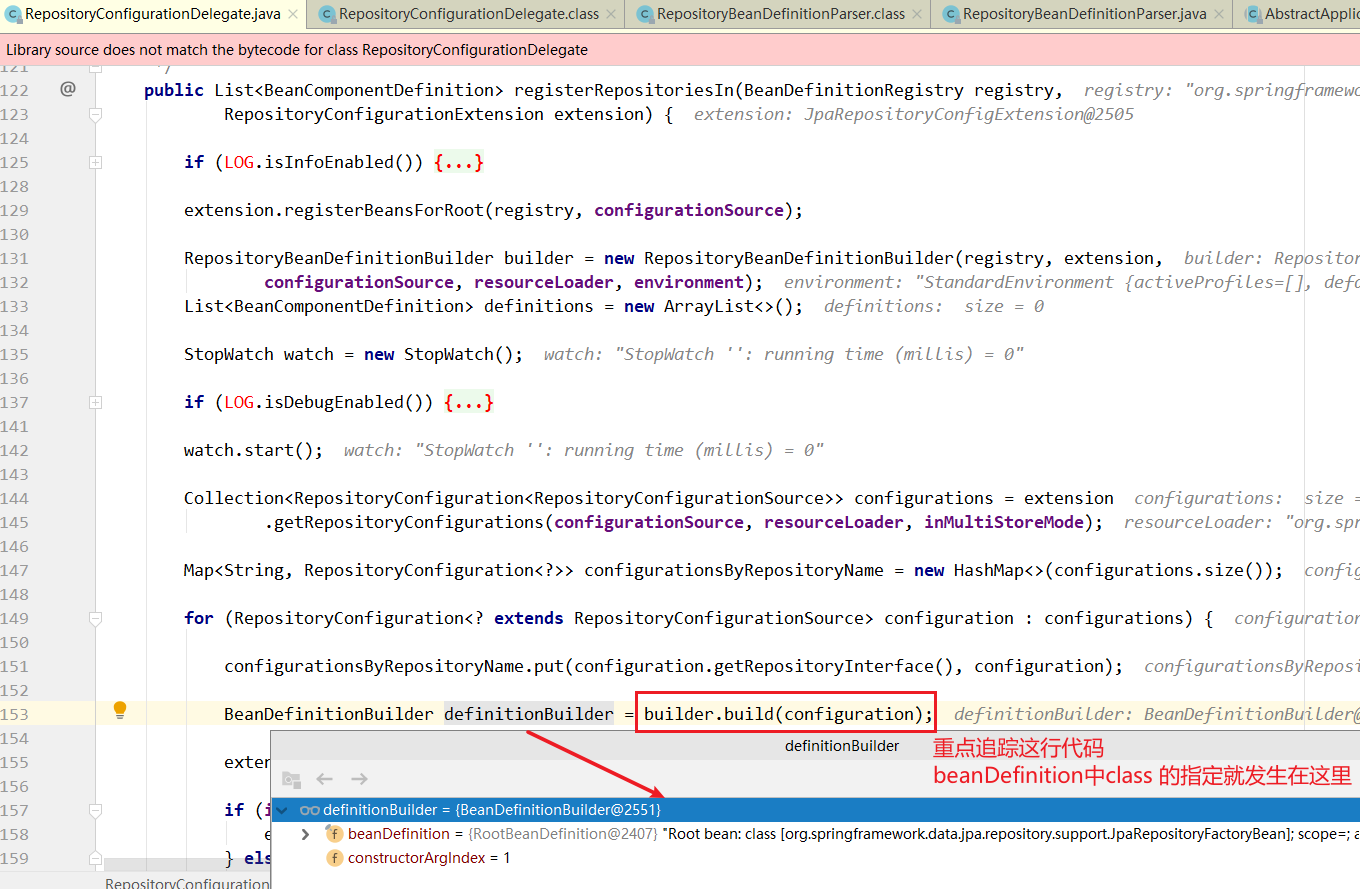 RepositoryConfigurationDelegate.java × RepositoryConfigurationDelegate.class × RepositoryBeanDefinitionParser.class × RepositoryBeanDefinitionParser.java × AbstractApplic
Library source does not match the bytecode for class RepositoryConfigurationDelegate
121 */
122 @ public List<BeanComponentDefinition> registerRepositoriesIn(BeanDefinitionRegistry registry, registry: "org.springframewo
123 RepositoryConfigurationExtension extension) { extension: JpaRepositoryConfigExtension@2505
124
125 if (LOG.isInfoEnabled()) {...}
128
129 extension.registerBeansForRoot(registry, configurationSource);
130
131 RepositoryBeanDefinitionBuilder builder = new RepositoryBeanDefinitionBuilder(registry, extension, builder: Repositor
132 configurationSource, resourceLoader, environment); environment: "StandardEnvironment {activeProfiles=[], defa
133 List<BeanComponentDefinition> definitions = new ArrayList<>(); definitions: size = 0
134
135 StopWatch watch = new StopWatch(); watch: "StopWatch '': running time (millis) = 0"
136
137 if (LOG.isDebugEnabled()) {...}
141
142 watch.start(); watch: "StopWatch '': running time (millis) = 0"
143
144 Collection<RepositoryConfiguration<RepositoryConfigurationSource>> configurations = extension configurations: size =
145 .getRepositoryConfigurations(configurationSource, resourceLoader, inMultiStoreMode); resourceLoader: "org.spr
146
147 Map<String, RepositoryConfiguration<?>> configurationsByRepositoryName = new HashMap<>(configurations.size()); config
148
149 for (RepositoryConfiguration<? extends RepositoryConfigurationSource> configuration : configurations) { configuration
150
151 configurationsByRepositoryName.put(configuration.getRepositoryInterface(), configuration); configurationsByReposi
152
153 BeanDefinitionBuilder definitionBuilder = builder.build(configuration); definitionBuilder: BeanDefinitionBuilder@
154 definitionBuilder 重点追踪这行代码
155 exten beanDefinition中class 的指定就发生在这里
156
157 if (i definitionBuilder = {BeanDefinitionBuilder@2551}
158 e beanDefinition = {RootBeanDefinition@2407} "Root bean: class [org.springframework.data.jpa.repository.support.JpaRepositoryFactoryBean]; scope=; a
159 } els constructorArgIndex = 1
RepositoryConfiguration